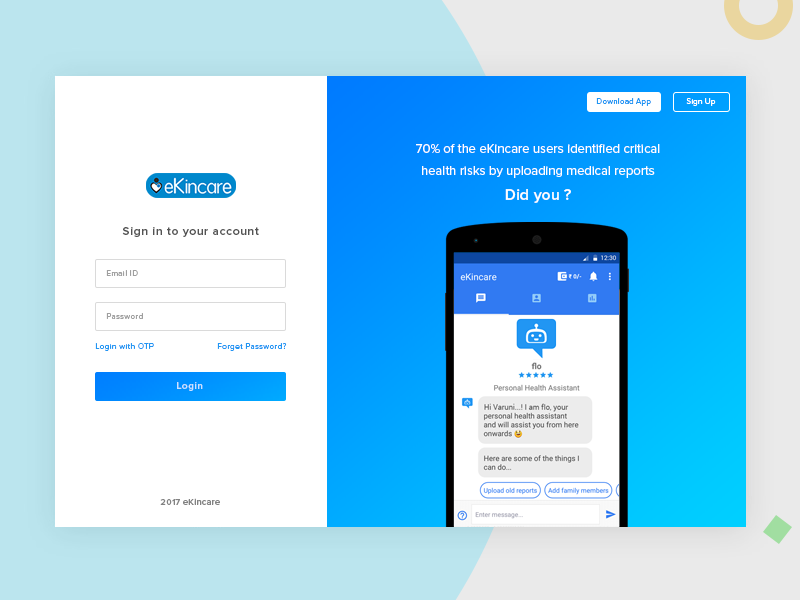 Download App
Sign Up
eKincare
Sign in to your account
Email ID
Password
Login with OTP
Forget Password?
Login
2017 eKincare
70% of the eKincare users identified critical
health risks by uploading medical reports
Did you ?
12:30
eKincare
₹ 6/-
flo
Personal Health Assistant
Hi Varuni...! I am flo, your
personal health assistant
and will assist you from here
onwards 😄
Here are some of the things I
can do...
Upload old reports
Add family members
Enter message...